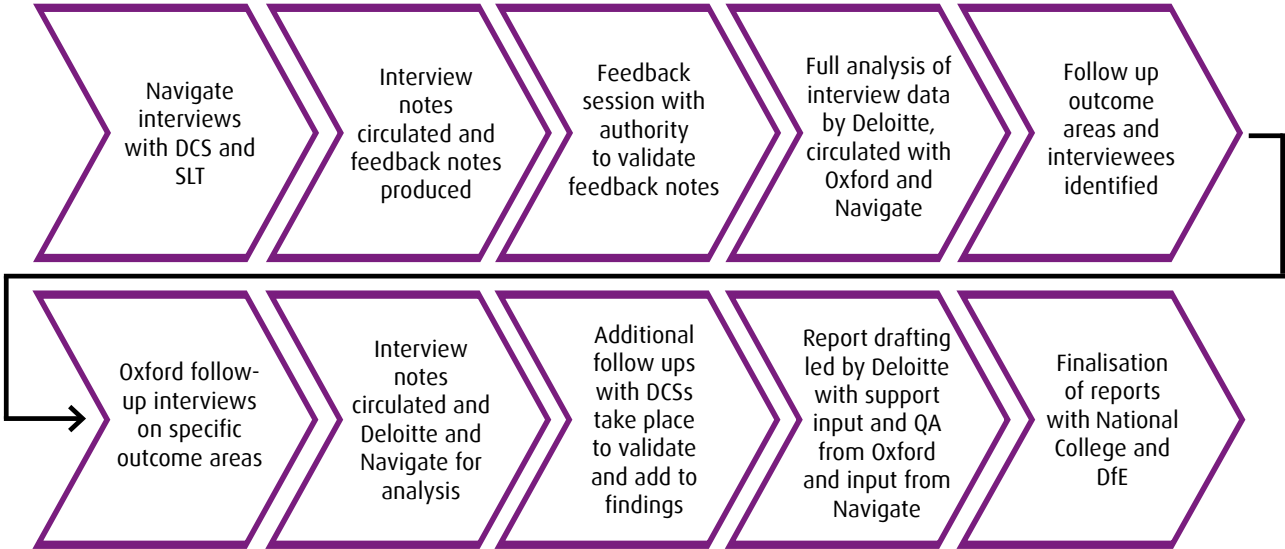 Navigate
interviews
with DCS and
SLT
Interview
notes
circulated and
feedback notes
produced
Feedback
session with
authority
to validate
feedback notes
Full analysis of
interview data
by Deloitte,
circulated with
Oxford and
Navigate
Follow up
outcome
areas and
interviewees
identified
Oxford follow-
up interviews
on specific
outcome areas
Interview
notes
circulated and
Deloitte and
Navigate for
analysis
Additional
follow ups
with DCSs
take place
to validate
and add to
findings
Report drafting
led by Deloitte
with support
input and QA
from Oxford
and input from
Navigate
Finalisation
of reports
with National
College and
DfE